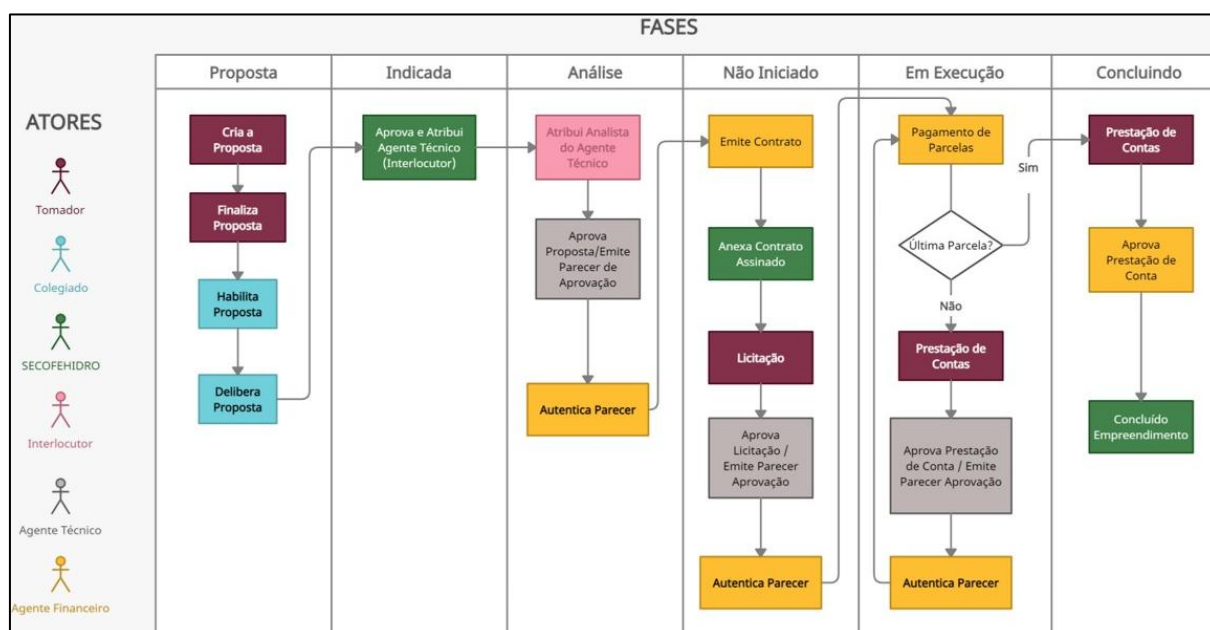 FASES
ATORES
Tomador
Colegiado
SECOFEHIDRO
Interlocutor
Agente Técnico
Agente Financeiro
Proposta
Cria a
Proposta
Finaliza
Proposta
Habilita
Proposta
Delibera
Proposta
Indicada
Aprova e Atribui
Agente Técnico
(Interlocutor)
Análise
Atribui Analista
do Agente
Técnico
Aprova
Proposta/Emite
Parecer de
Aprovação
Autentica Parecer
Não Iniciado
Emite Contrato
Anexa Contrato
Assinado
Licitação
Aprova
Licitação /
Emite Parecer
Aprovação
Autentica Parecer
Em Execução
Pagamento de
Parcelas
Última Parcela?
Sim
Não
Prestação de
Contas
Aprova Prestação
de Conta / Emite
Parecer Aprovação
Autentica Parecer
Concluindo
Prestação de
Contas
Aprova
Prestação de
Conta
Concluído
Empreendimento